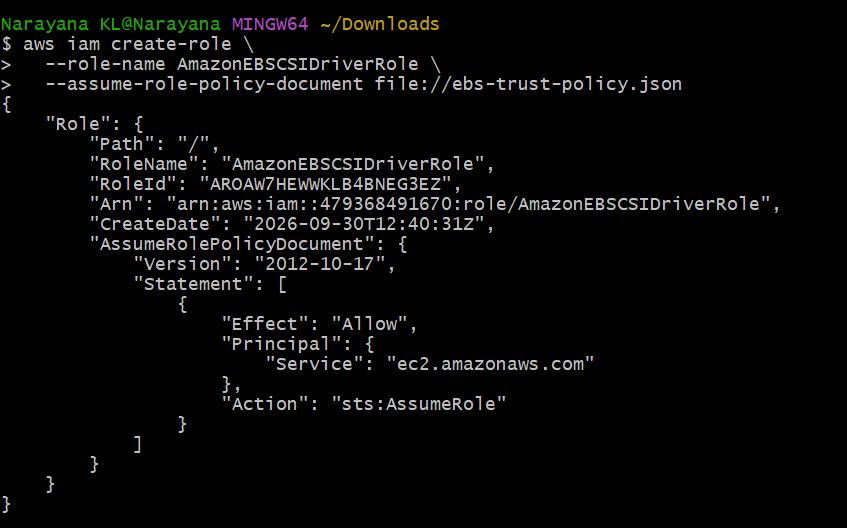 Narayana KL@Narayana MINGW64 ~/Downloads
$ aws iam create-role \
>   --role-name AmazonEBSCSIDriverRole \
>   --assume-role-policy-document file://ebs-trust-policy.json
{
    "Role": {
        "Path": "/",
        "RoleName": "AmazonEBSCSIDriverRole",
        "RoleId": "AROAW7HEWWKLB4BNEG3EZ",
        "Arn": "arn:aws:iam::479368491670:role/AmazonEBSCSIDriverRole",
        "CreateDate": "2026-09-30T12:40:31Z",
        "AssumeRolePolicyDocument": {
            "Version": "2012-10-17",
            "Statement": [
                {
                    "Effect": "Allow",
                    "Principal": {
                        "Service": "ec2.amazonaws.com"
                    },
                    "Action": "sts:AssumeRole"
                }
            ]
        }
    }
}